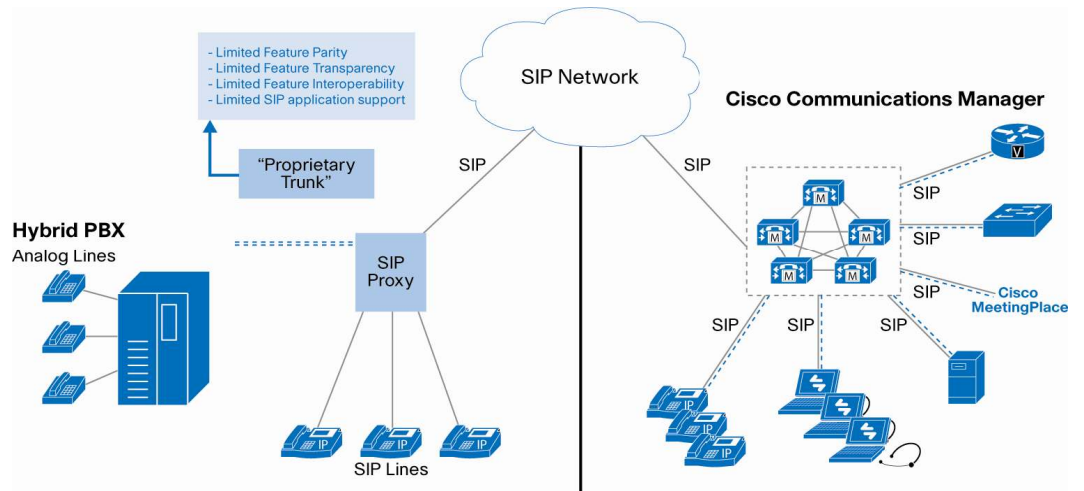 - Limited Feature Parity
- Limited Feature Transparency
- Limited Feature Interoperability
- Limited SIP application support
"Proprietary
Trunk"
SIP Network
SIP
SIP
Cisco Communications Manager
Hybrid PBX
Analog Lines
SIP
Proxy
IP
IP
IP
SIP Lines
M
M
M
M
M
V
SIP
SIP
SIP
Cisco
MeetingPlace
SIP
SIP
SIP
IP
IP
IP